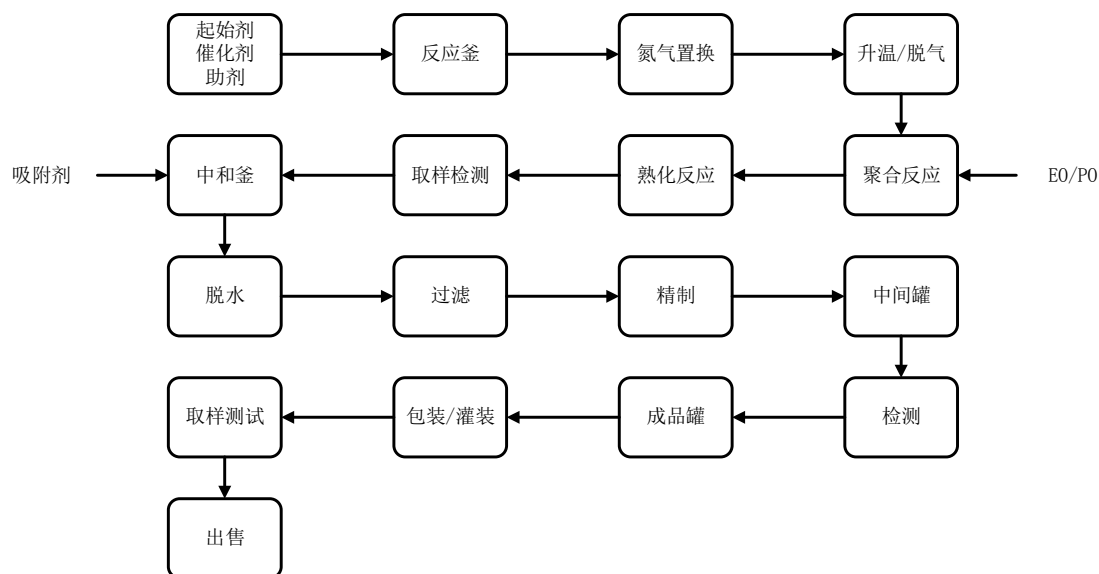 起始剂
催化剂
助剂
反应釜
氮气置换
升温/脱气
吸附剂
中和釜
取样检测
熟化反应
聚合反应
EO/PO
脱水
过滤
精制
中间罐
取样测试
包装/灌装
成品罐
检测
出售